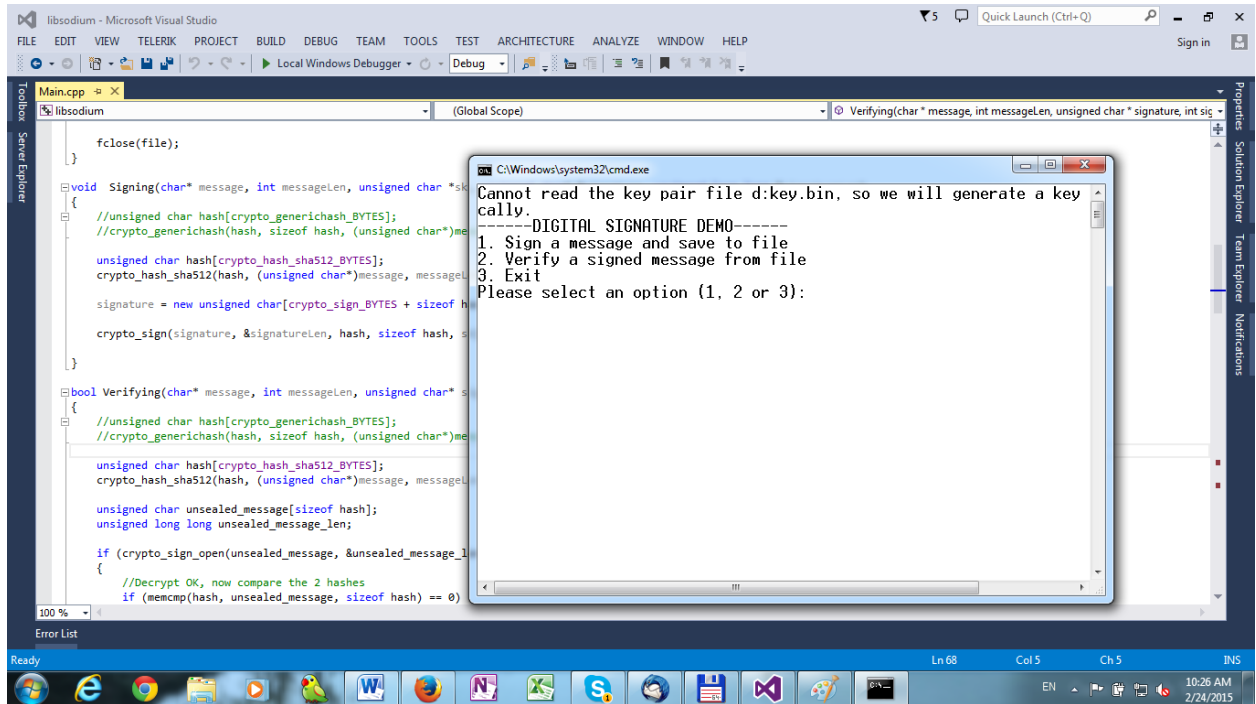 libsodium - Microsoft Visual Studio
5
Quick Launch (Ctrl+Q)
FILE EDIT VIEW TELERIK PROJECT BUILD DEBUG TEAM TOOLS TEST ARCHITECTURE ANALYZE WINDOW HELP
Sign in
Local Windows Debugger
Debug
Toolbox
Server Explorer
Main.cpp
libsodium
(Global Scope)
Verifying(char * message, int messageLen, unsigned char * signature, int sig
fclose(file);
}
void Signing(char* message, int messageLen, unsigned char *sk
{
//unsigned char hash[crypto_generichash_BYTES];
//crypto_generichash(hash, sizeof hash, (unsigned char*)me
unsigned char hash[crypto_hash_sha512_BYTES];
crypto_hash_sha512(hash, (unsigned char*)message, messageL
signature = new unsigned char[crypto_sign_BYTES + sizeof h
crypto_sign(signature, &signatureLen, hash, sizeof hash, s
}
bool Verifying(char* message, int messageLen, unsigned char* s
{
//unsigned char hash[crypto_generichash_BYTES];
//crypto_generichash(hash, sizeof hash, (unsigned char*)me
unsigned char hash[crypto_hash_sha512_BYTES];
crypto_hash_sha512(hash, (unsigned char*)message, messageL
unsigned char unsealed_message[sizeof hash];
unsigned long long unsealed_message_len;
if (crypto_sign_open(unsealed_message, &unsealed_message_l
{
//Decrypt OK, now compare the 2 hashes
if (memcmp(hash, unsealed_message, sizeof hash) == 0)
100 %
C:\Windows\system32\cmd.exe
Cannot read the key pair file d:key.bin, so we will generate a key
cally.
------DIGITAL SIGNATURE DEMO------
1. Sign a message and save to file
2. Verify a signed message from file
3. Exit
Please select an option (1, 2 or 3):
Properties
Solution Explorer
Team Explorer
Notifications
Error List
Ready
Ln 68
Col 5
Ch 5
INS
EN
10:26 AM
2/24/2015